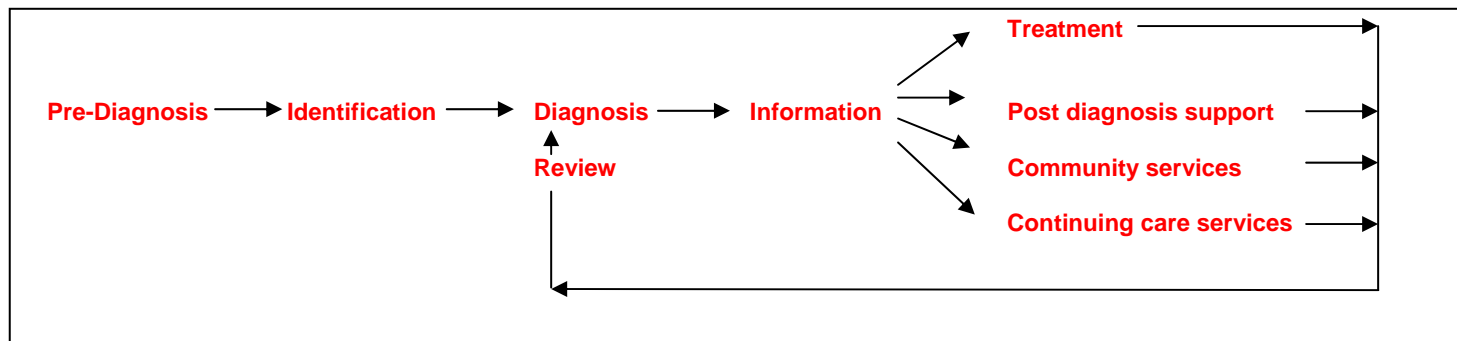 Treatment
Pre-Diagnosis Identification Diagnosis Information Post diagnosis support
Review Community services
Continuing care services